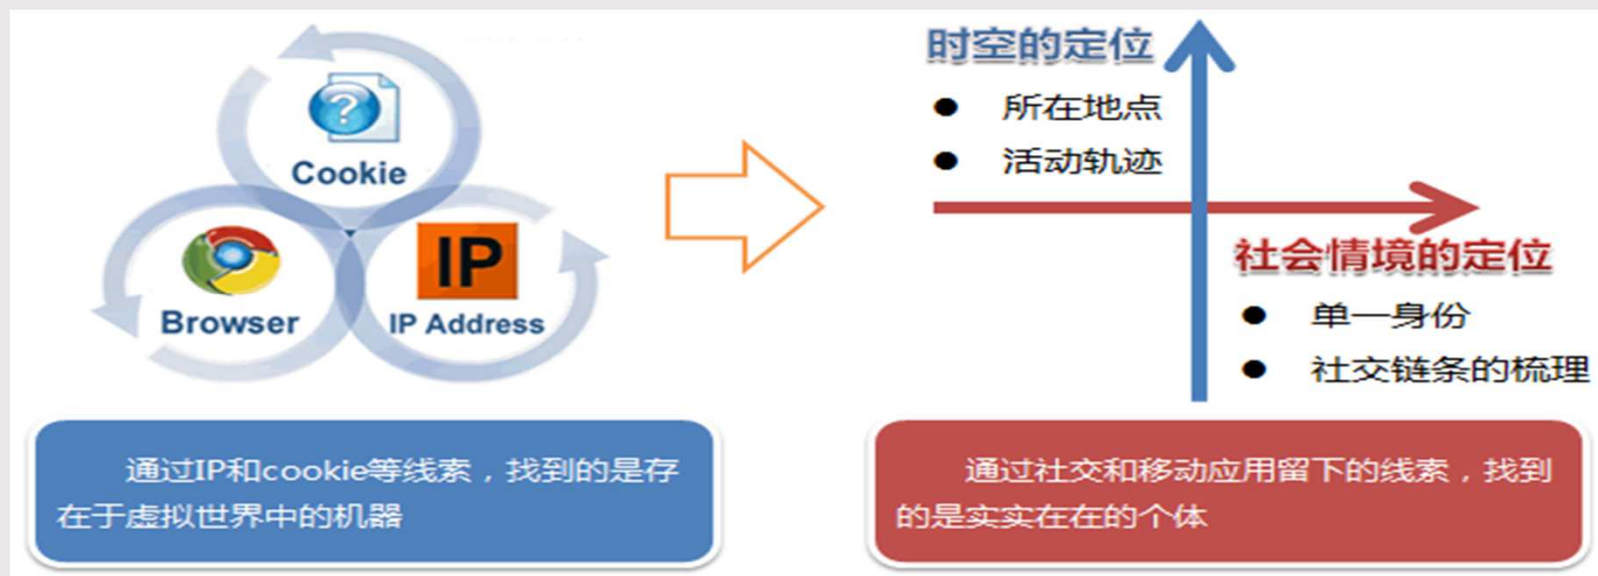 Cookie
Browser
IP
IP Address
通过IP和cookie等线索，找到的是存
在于虚拟世界中的机器
时空的定位
● 所在地点
● 活动轨迹
社会情境的定位
● 单一身份
● 社交链条的梳理
通过社交和移动应用留下的线索，找到
的是实实在在的个体